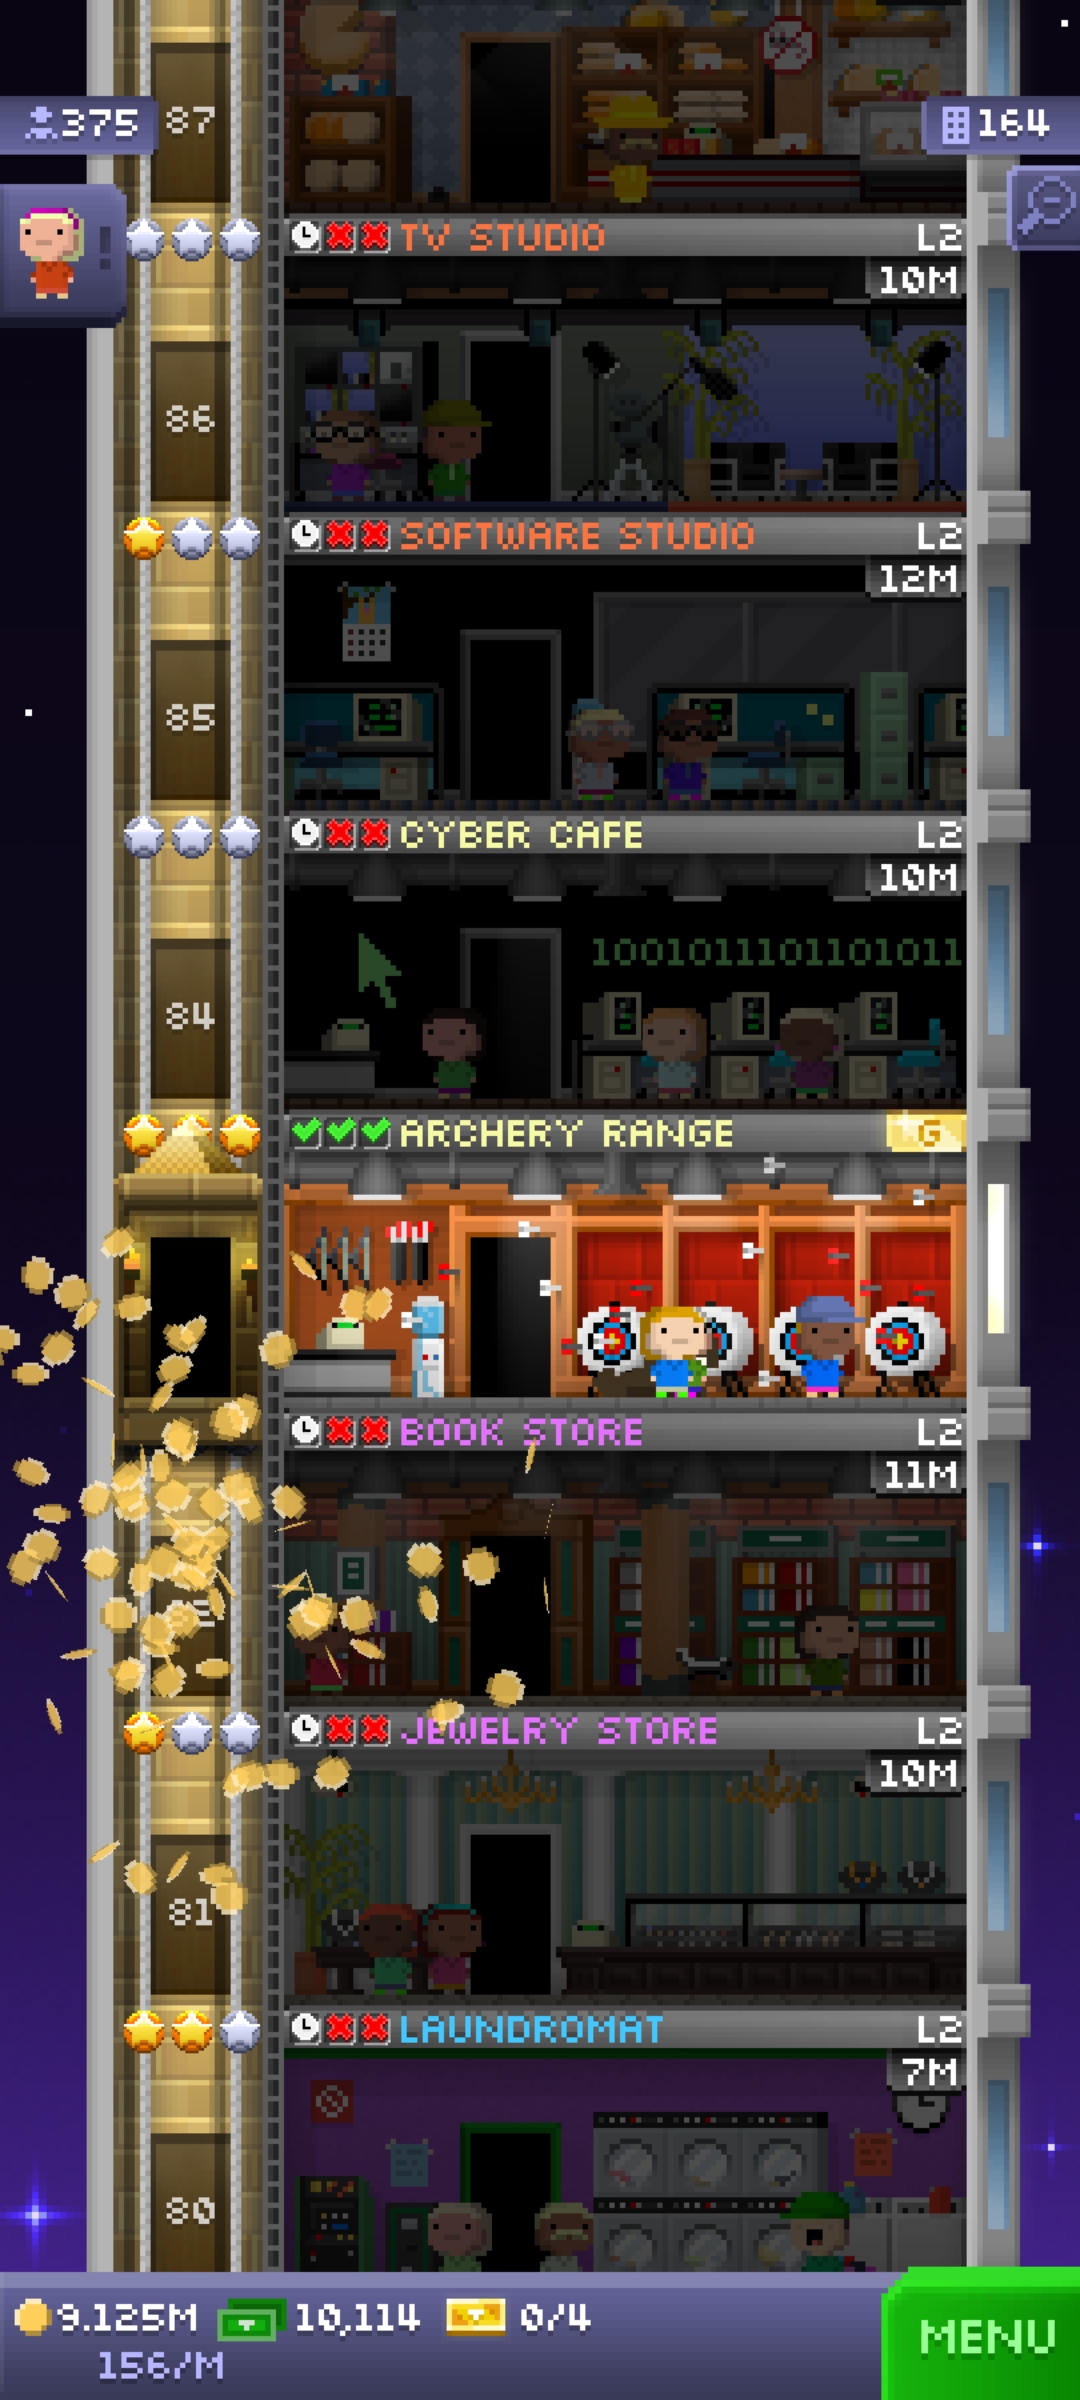 87
375
164
TV STUDIO
L2
10M
86
SOFTWARE STUDIO
L2
12M
85
CYBER CAFE
L2
10M
1001011101101011
84
ARCHERY RANGE
G
BOOK STORE
L2
11M
JEWELRY STORE
L2
10M
81
LAUNDROMAT
L2
7M
80
9.125M
10,114
0/4
156/M
MENU